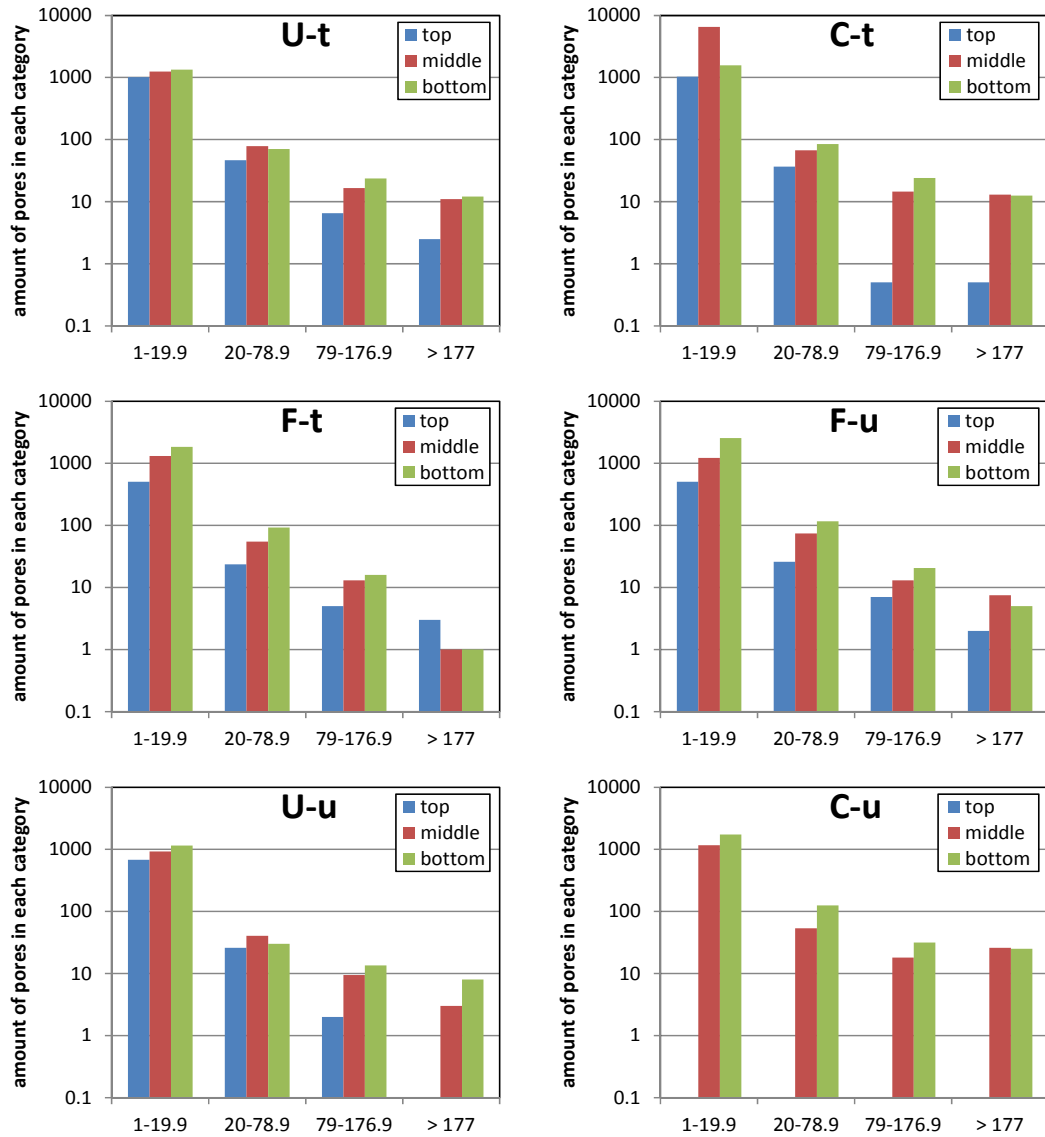 U-t
top
middle
bottom
amount of pores in each category
10000
1000
100
10
1
0.1
1-19.9 20-78.9 79-176.9 > 177
C-t
top
middle
bottom
amount of pores in each category
10000
1000
100
10
1
0.1
1-19.9 20-78.9 79-176.9 > 177
F-t
top
middle
bottom
amount of pores in each category
10000
1000
100
10
1
0.1
1-19.9 20-78.9 79-176.9 > 177
F-u
top
middle
bottom
amount of pores in each category
10000
1000
100
10
1
0.1
1-19.9 20-78.9 79-176.9 > 177
U-u
top
middle
bottom
amount of pores in each category
10000
1000
100
10
1
0.1
1-19.9 20-78.9 79-176.9 > 177
C-u
top
middle
bottom
amount of pores in each category
10000
1000
100
10
1
0.1
1-19.9 20-78.9 79-176.9 > 177